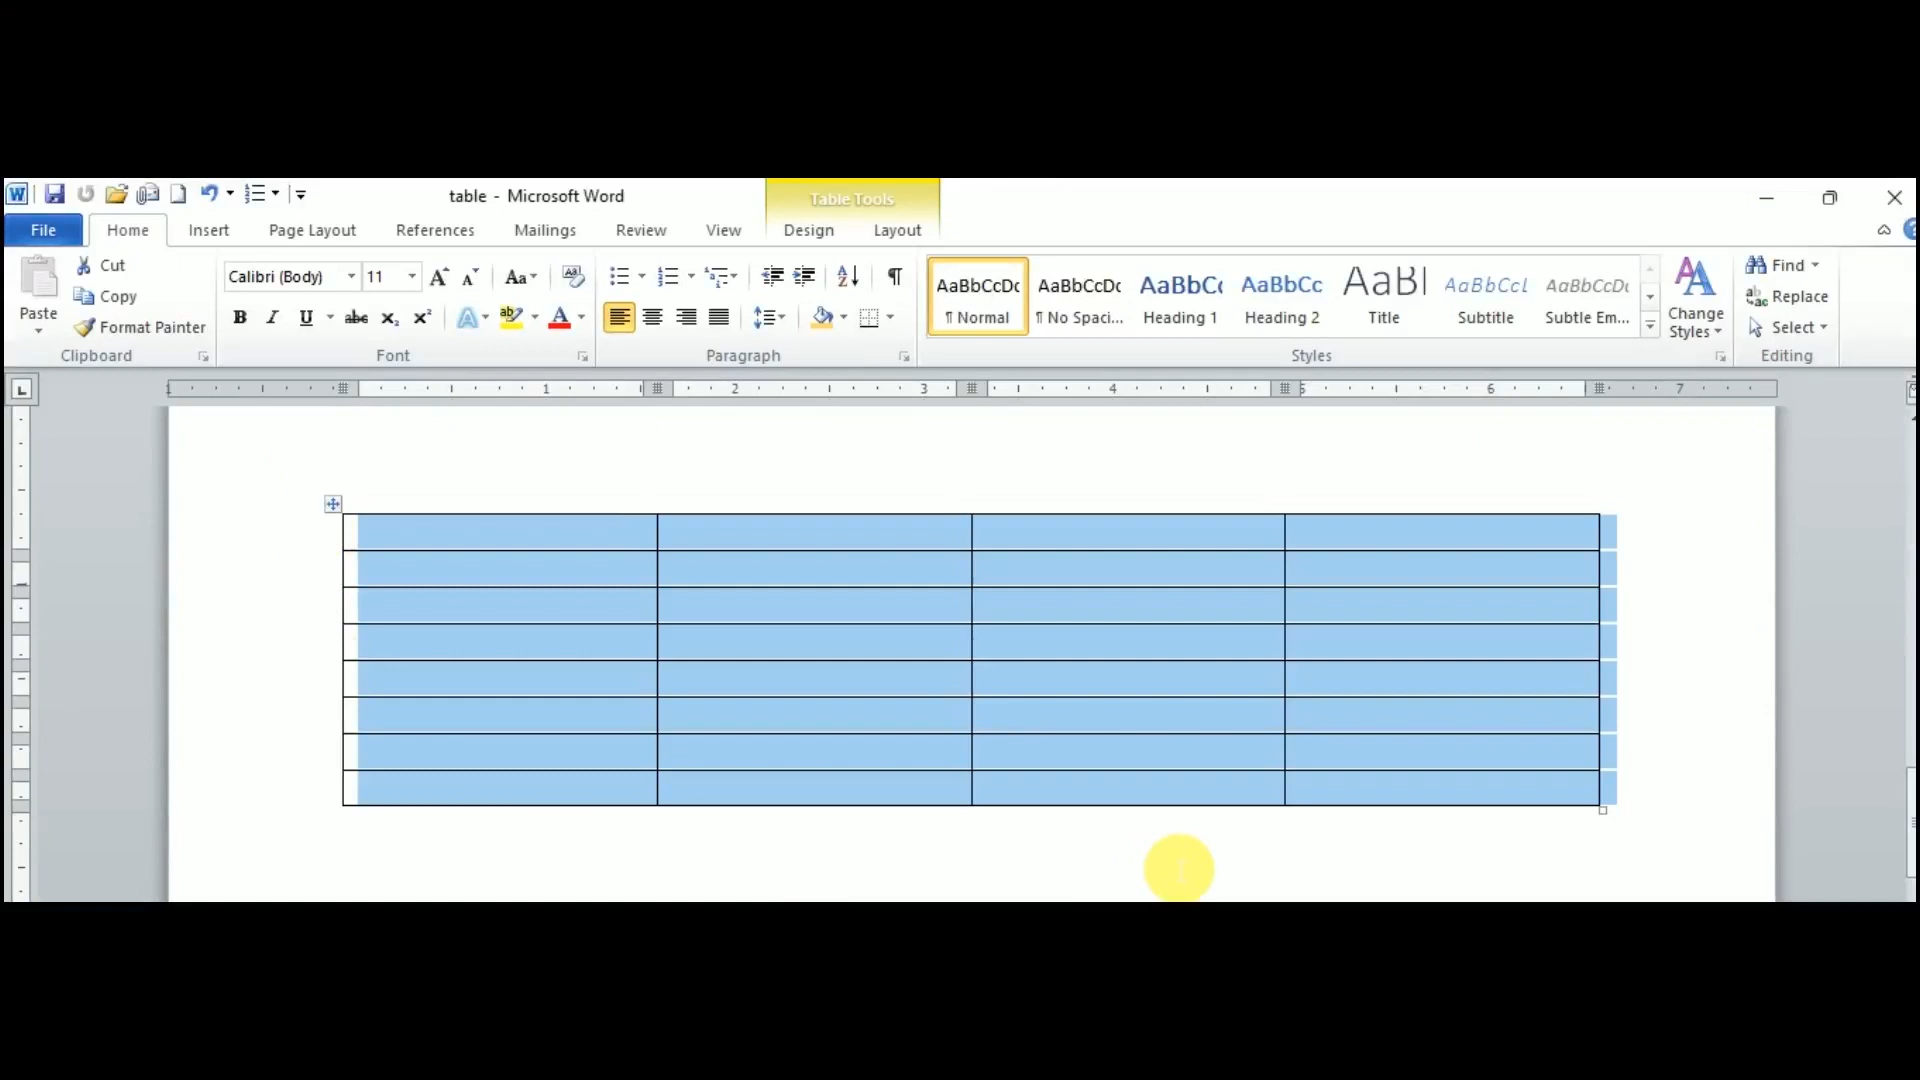 table - Microsoft Word
Table Tools
File Home Insert Page Layout References Mailings Review View Design Layout
Paste
Cut
Copy
Format Painter
Clipboard
Calibri (Body) 11
Font
Paragraph
AaBbCcDc AaBbCcDc AaBbCc AaBbCc AaBl AaBbCcL AaBbCcDc
¶ Normal ¶ No Spaci... Heading 1 Heading 2 Title Subtitle Subtle Em...
Change
Styles
Styles
Find
Replace
Select
Editing
1 1 2 3 4 5 6 7